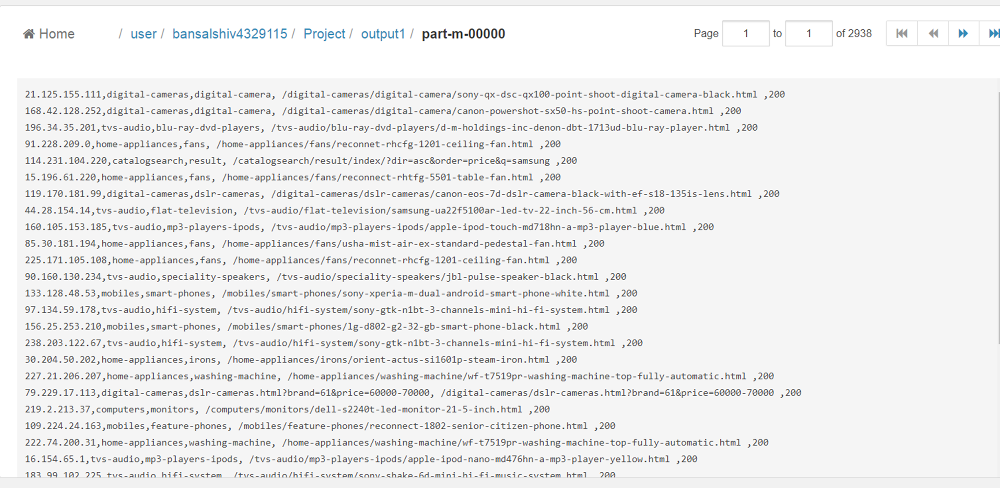 Home / user / bansalshiv4329115 / Project / output1 / part-m-00000 Page 1 to 1 of 2938
21.125.155.111,digital-cameras,digital-camera, /digital-cameras/digital-camera/sony-qx-dsc-qx100-point-shoot-digital-camera-black.html ,200
168.42.128.252,digital-cameras,digital-camera, /digital-cameras/digital-camera/canon-powershot-sx50-hs-point-shoot-camera.html ,200
196.34.35.201,tvs-audio,blu-ray-dvd-players, /tvs-audio/blu-ray-dvd-players/d-m-holdings-inc-denon-dbt-1713ud-blu-ray-player.html ,200
91.228.209.0,home-appliances,fans, /home-appliances/fans/reconnet-rhcfg-1201-ceiling-fan.html ,200
114.231.104.220,catalogsearch,result, /catalogsearch/result/index/?dir=asc&order=price&q=samsung ,200
15.196.61.220,home-appliances,fans, /home-appliances/fans/reconnect-rhtfg-5501-table-fan.html ,200
119.170.181.99,digital-cameras,dslr-cameras, /digital-cameras/dslr-cameras/canon-eos-7d-dslr-camera-black-with-ef-s18-135is-lens.html ,200
44.28.154.14,tvs-audio,flat-television, /tvs-audio/flat-television/samsung-ua22f5100ar-led-tv-22-inch-56-cm.html ,200
160.105.153.185,tvs-audio,mp3-players-ipods, /tvs-audio/mp3-players-ipods/apple-ipod-touch-md718hn-a-mp3-player-blue.html ,200
85.30.181.194,home-appliances,fans, /home-appliances/fans/usha-mist-air-ex-standard-pedestal-fan.html ,200
225.171.105.108,home-appliances,fans, /home-appliances/fans/reconnet-rhcfg-1201-ceiling-fan.html ,200
90.160.130.234,tvs-audio,speciality-speakers, /tvs-audio/speciality-speakers/jbl-pulse-speaker-black.html ,200
133.128.48.53,mobiles,smart-phones, /mobiles/smart-phones/sony-xperia-m-dual-android-smart-phone-white.html ,200
97.134.59.178,tvs-audio,hifi-system, /tvs-audio/hifi-system/sony-gtk-n1bt-3-channels-mini-hi-fi-system.html ,200
156.25.253.210,mobiles,smart-phones, /mobiles/smart-phones/lg-d802-g2-32-gb-smart-phone-black.html ,200
238.203.122.67,tvs-audio,hifi-system, /tvs-audio/hifi-system/sony-gtk-n1bt-3-channels-mini-hi-fi-system.html ,200
30.204.50.202,home-appliances,irons, /home-appliances/irons/orient-actus-si1601p-steam-iron.html ,200
227.21.206.207,home-appliances,washing-machine, /home-appliances/washing-machine/wf-t7519pr-washing-machine-top-fully-automatic.html ,200
79.229.17.113,digital-cameras,dslr-cameras.html?brand=61&price=60000-70000, /digital-cameras/dslr-cameras.html?brand=61&price=60000-70000 ,200
219.2.213.37,computers,monitors, /computers/monitors/dell-s2240t-led-monitor-21-5-inch.html ,200
109.224.24.163,mobiles,feature-phones, /mobiles/feature-phones/reconnect-1802-senior-citizen-phone.html ,200
222.74.200.31,home-appliances,washing-machine, /home-appliances/washing-machine/wf-t7519pr-washing-machine-top-fully-automatic.html ,200
16.154.65.1,tvs-audio,mp3-players-ipods, /tvs-audio/mp3-players-ipods/apple-ipod-nano-md476hn-a-mp3-player-yellow.html ,200
183.99.102.225,tvs-audio,hifi-system, /tvs-audio/hifi-system/sony-shake-6d-mini-hi-fi-music-system.html ,200